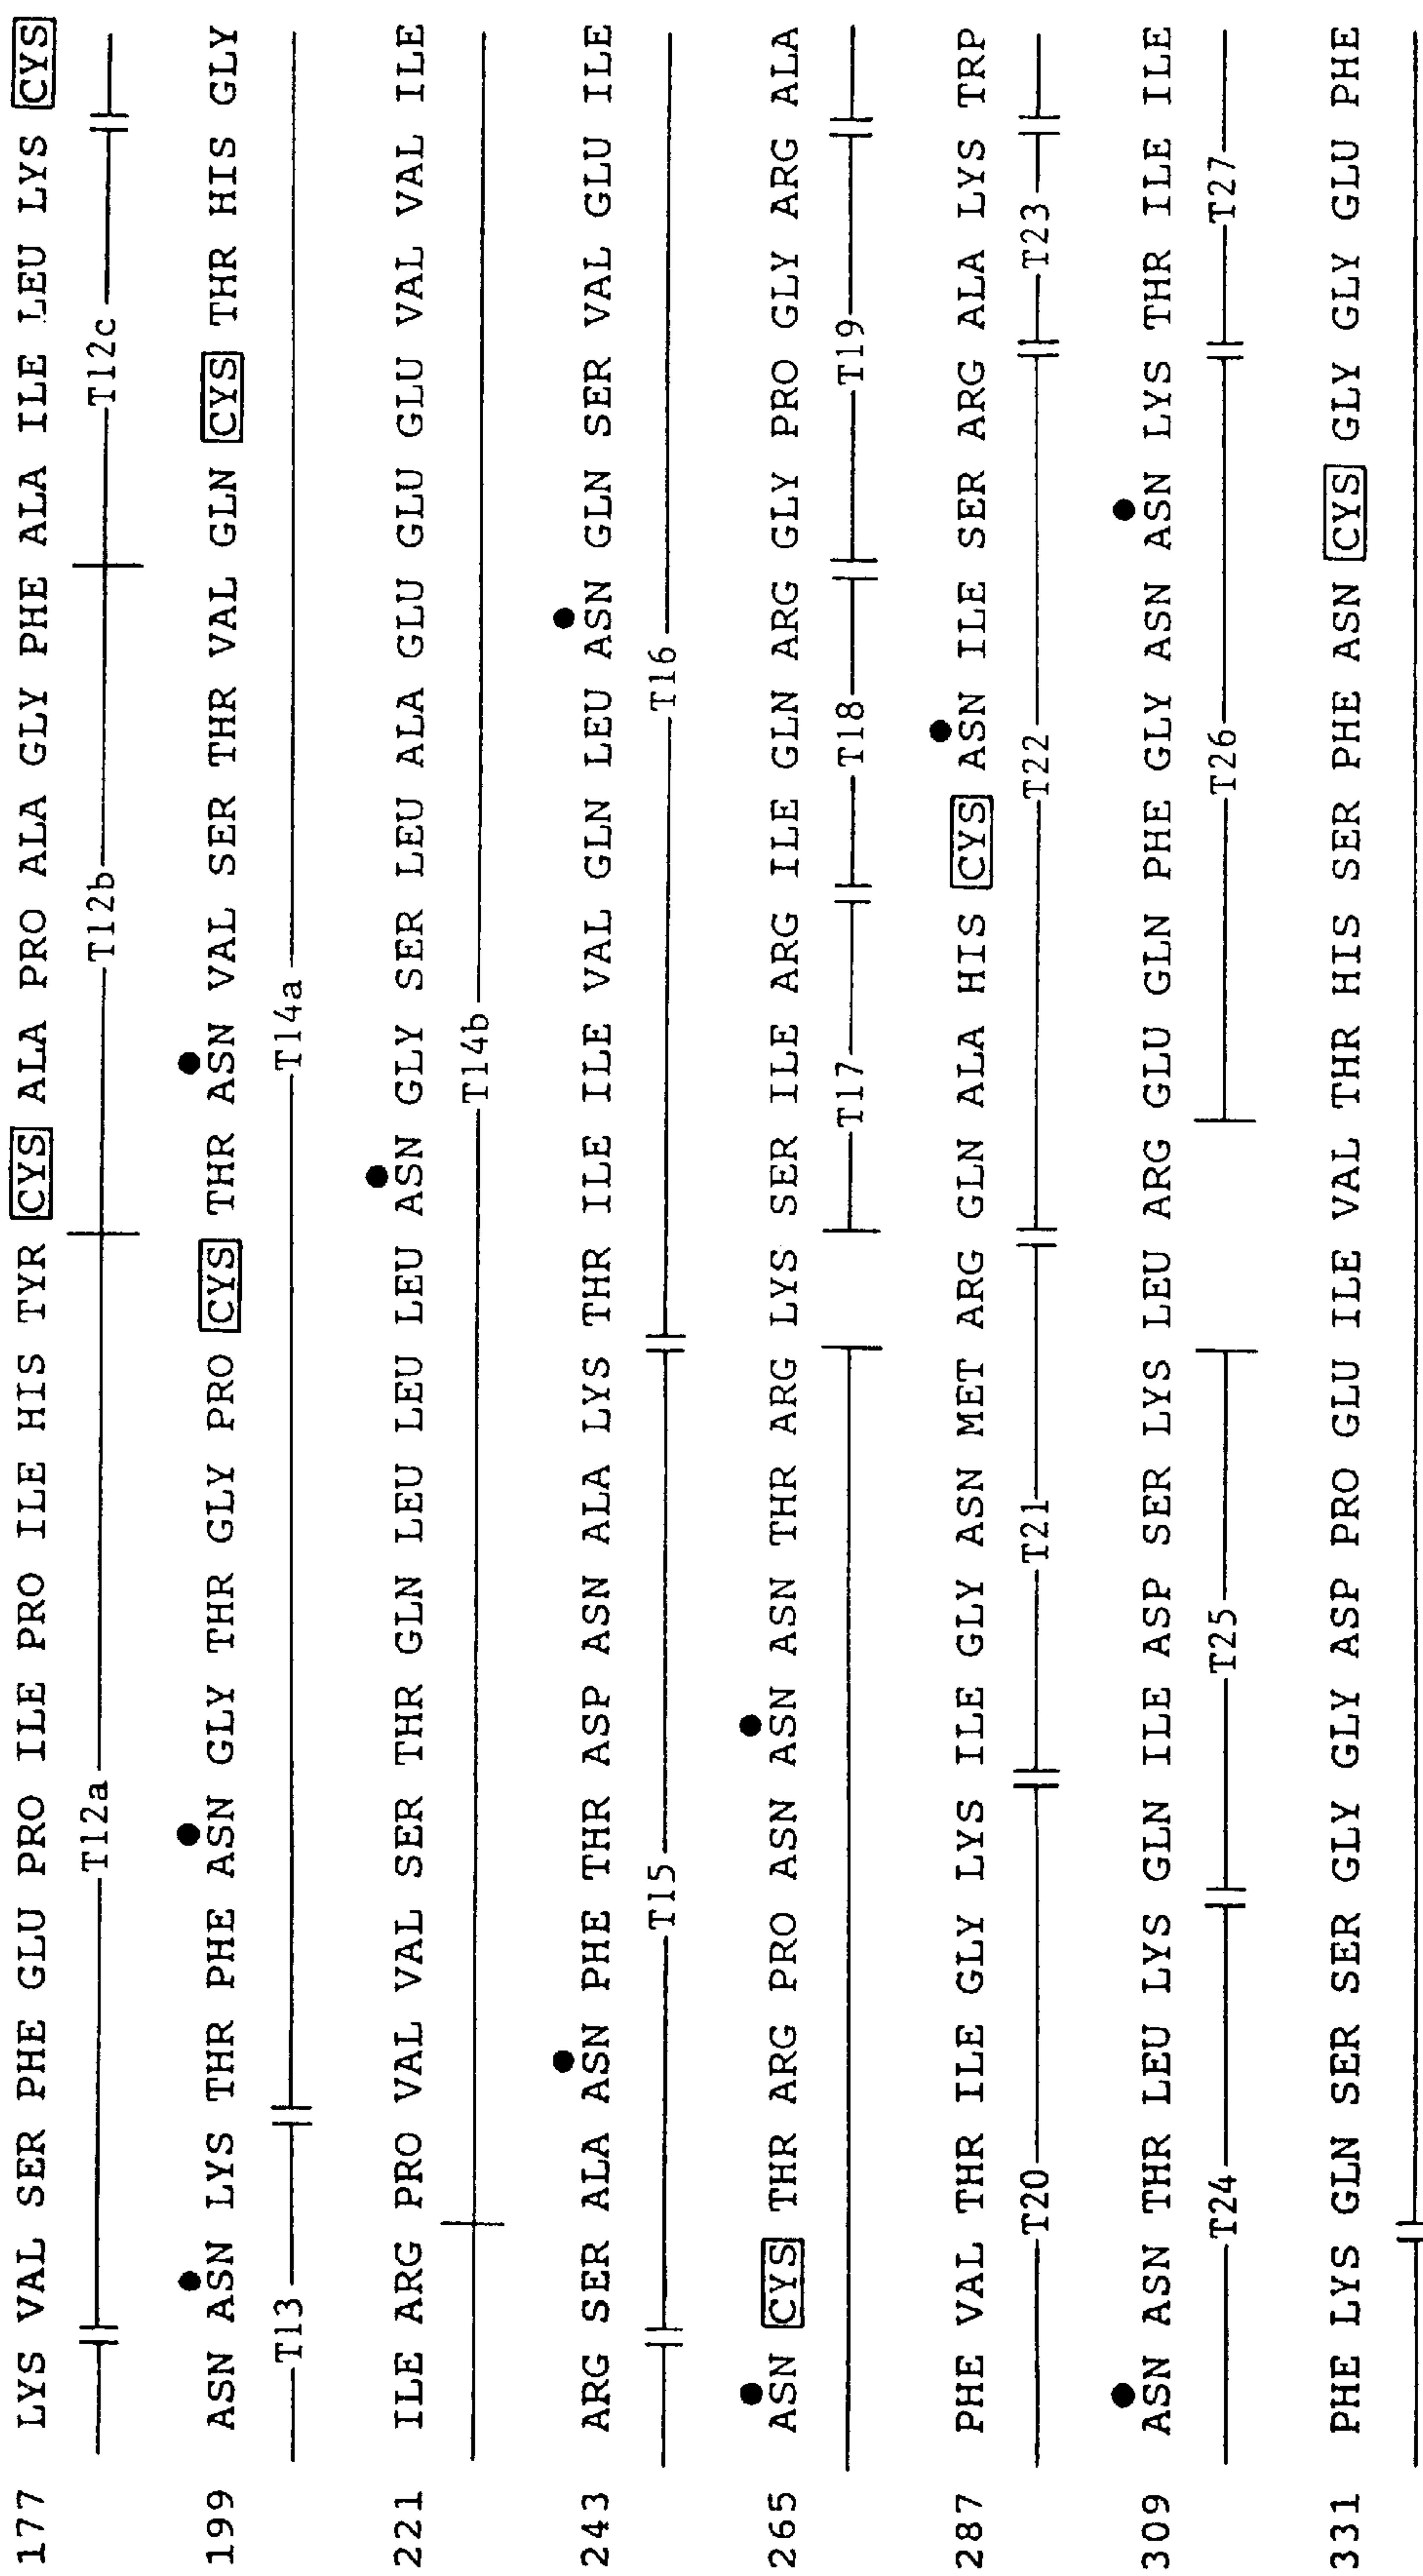 177 LYS VAL SER PHE GLU PRO ILE PRO ILE HIS TYR CYS ALA PRO ALA GLY PHE ALA ILE LEU LYS CYS
T12a T12b T12c
199 ASN ASN LYS THR PHE ASN GLY THR GLY PRO CYS THR ASN VAL SER THR VAL GLN CYS THR HIS GLY
T13 T14a
221 ILE ARG PRO VAL VAL SER THR GLN LEU LEU LEU ASN GLY SER LEU ALA GLU GLU GLU VAL VAL ILE
T14b
243 ARG SER ALA ASN PHE THR ASP ASN ALA LYS THR ILE ILE VAL GLN LEU ASN GLN SER VAL GLU ILE
T15 T16
265 ASN CYS THR ARG PRO ASN ASN ASN THR ARG LYS SER ILE ARG ILE GLN ARG GLY PRO GLY ARG ALA
T17 T18 T19
287 PHE VAL THR ILE GLY LYS ILE GLY ASN MET ARG GLN ALA HIS CYS ASN ILE SER ARG ALA LYS TRP
T20 T21 T22 T23
309 ASN ASN THR LEU LYS GLN ILE ASP SER LYS LEU ARG GLU GLN PHE GLY ASN ASN LYS THR ILE ILE
T24 T25 T26 T27
331 PHE LYS GLN SER SER GLY GLY ASP PRO GLU ILE VAL THR HIS SER PHE ASN CYS GLY GLY GLU PHE